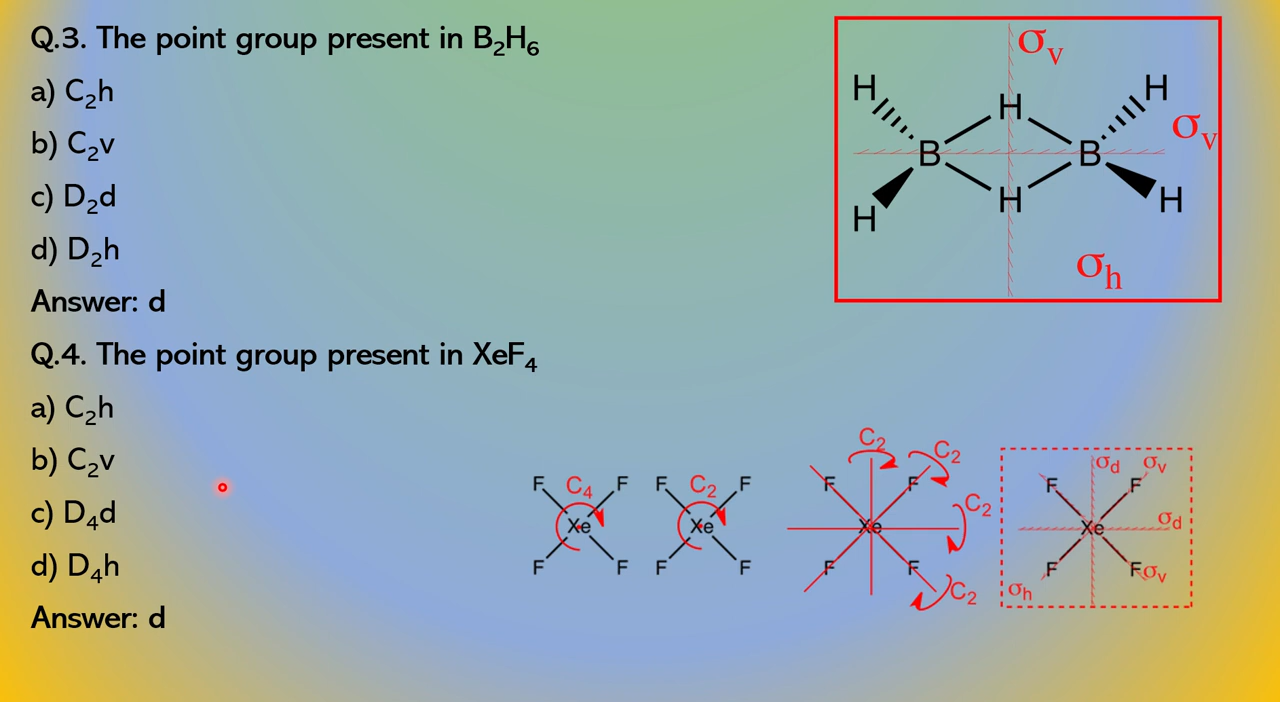 Q.3. The point group present in B₂H₆
a) C₂h
b) C₂v
c) D₂d
d) D₂h
Answer: d
σᵥ
H H H
σᵥ
B B
H H H
σₕ
Q.4. The point group present in XeF₄
a) C₂h
b) C₂v
c) D₄d
d) D₄h
Answer: d
F C₄ F
Xe
F F
F C₂ F
Xe
F F
C₂ C₂
F F
C₂
Xe
F F
C₂
σd σᵥ
F F
σd
Xe
F F σᵥ
σₕ